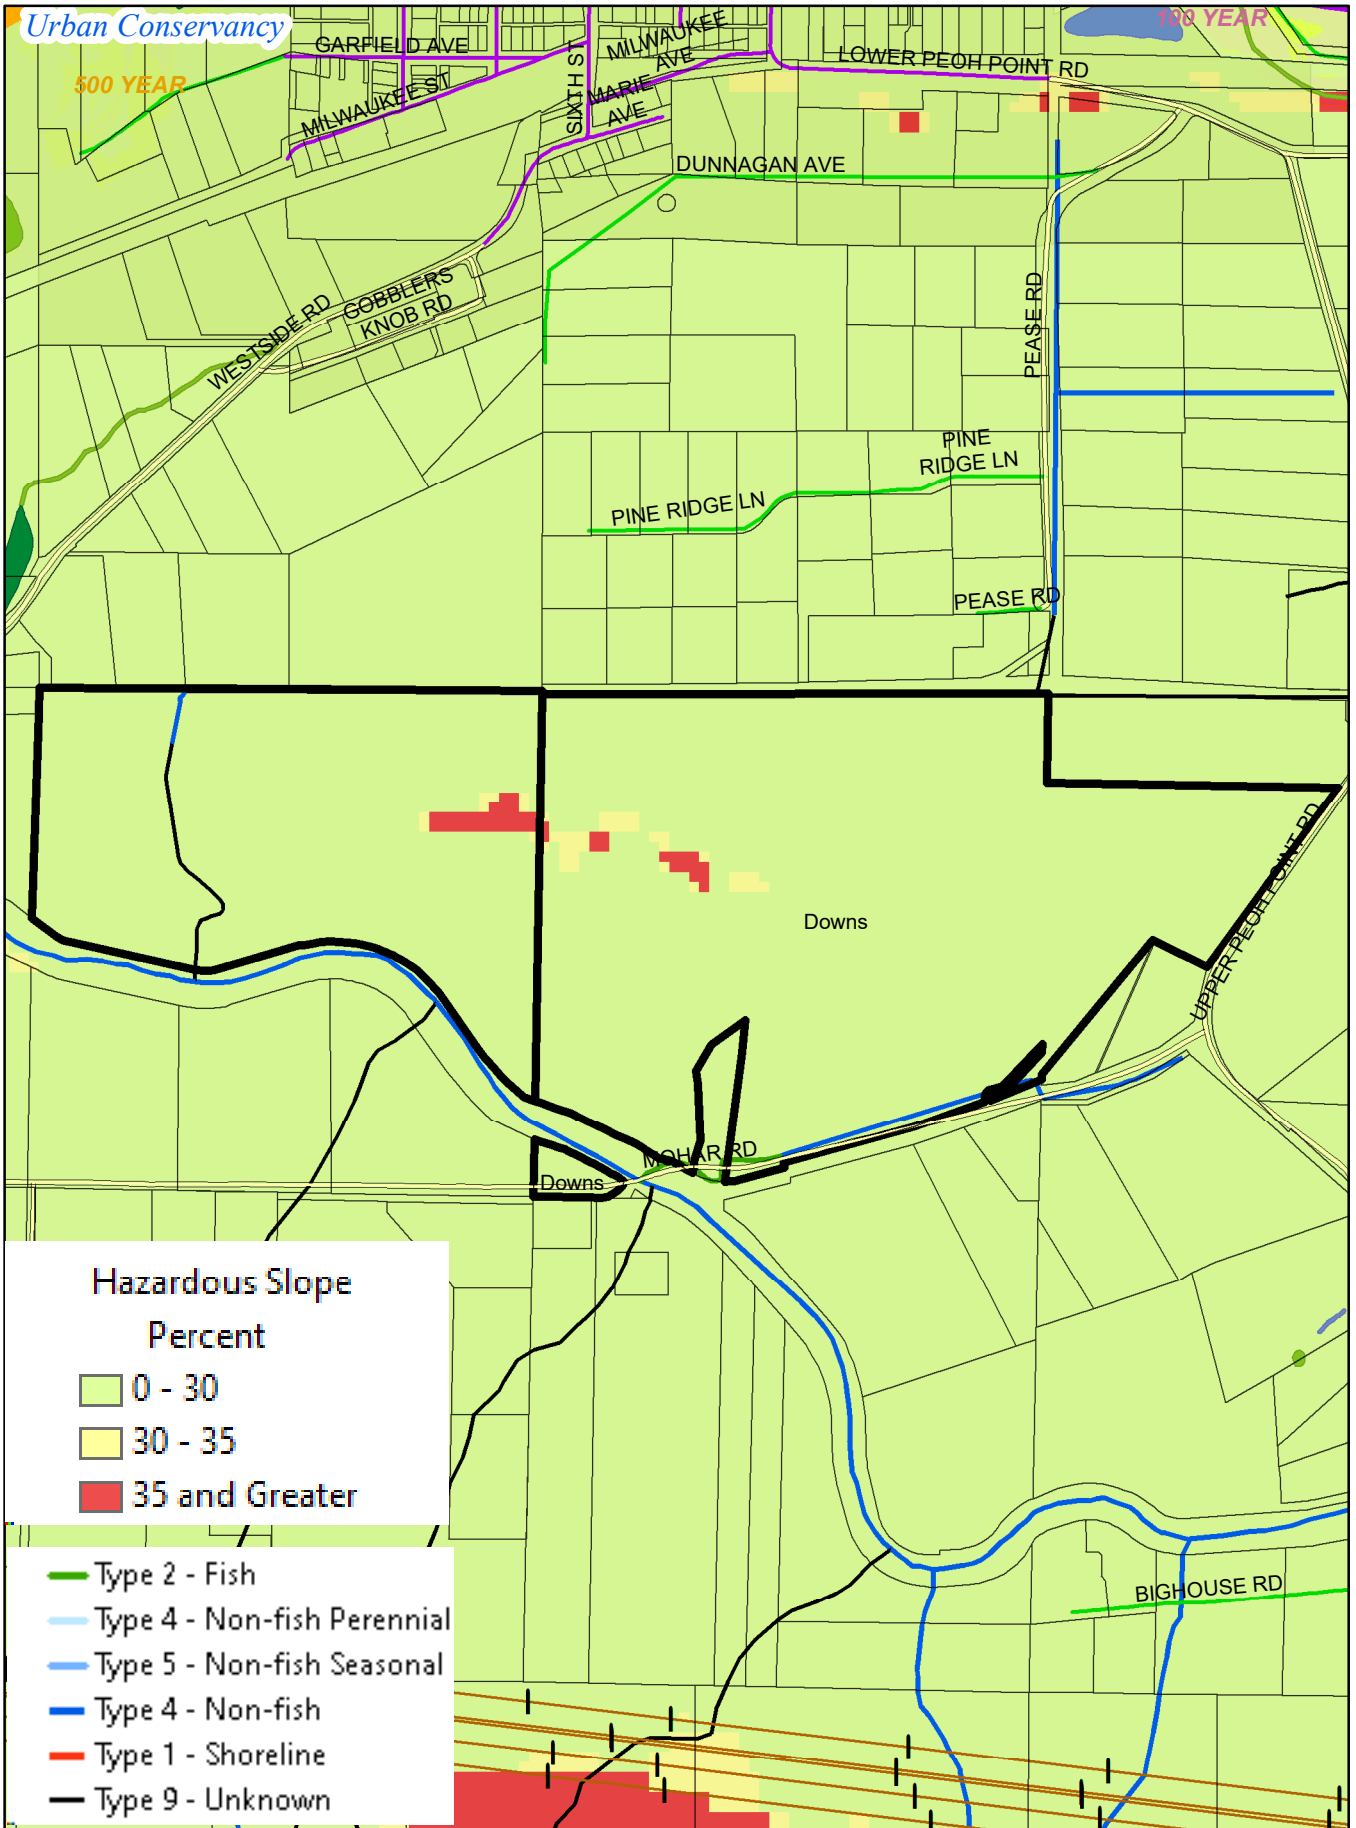 Urban Conservancy
100 YEAR
GARFIELD AVE
MILWAUKEE
AVE
LOWER PEOH POINT RD
500 YEAR
MILWAUKEE ST
SIXTH ST
MARIE
AVE
DUNNAGAN AVE
WESTSIDE RD
GOBBLERS
KNOB RD
PEASE RD
PINE
RIDGE LN
PINE RIDGE LN
PEASE RD
UPPER PEOH POINT RD
Downs
MOHAR RD
Downs
Hazardous Slope
Percent
0 - 30
30 - 35
35 and Greater
Type 2 - Fish
Type 4 - Non-fish Perennial
Type 5 - Non-fish Seasonal
Type 4 - Non-fish
Type 1 - Shoreline
Type 9 - Unknown
BIGHOUSE RD